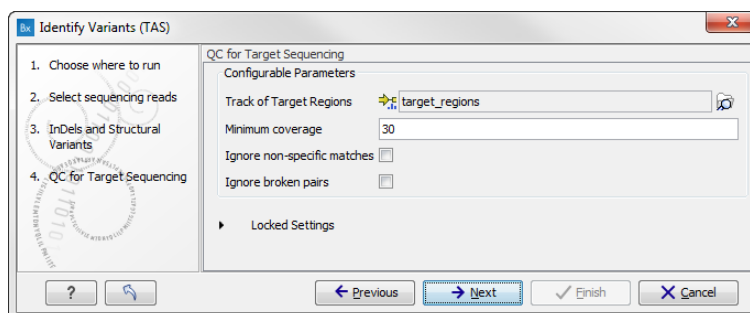 Bx Identify Variants (TAS)
1. Choose where to run
2. Select sequencing reads
3. InDels and Structural
Variants
4. QC for Target Sequencing
QC for Target Sequencing
Configurable Parameters
Track of Target Regions target_regions
Minimum coverage 30
Ignore non-specific matches
Ignore broken pairs
Locked Settings
? Previous Next Finish Cancel